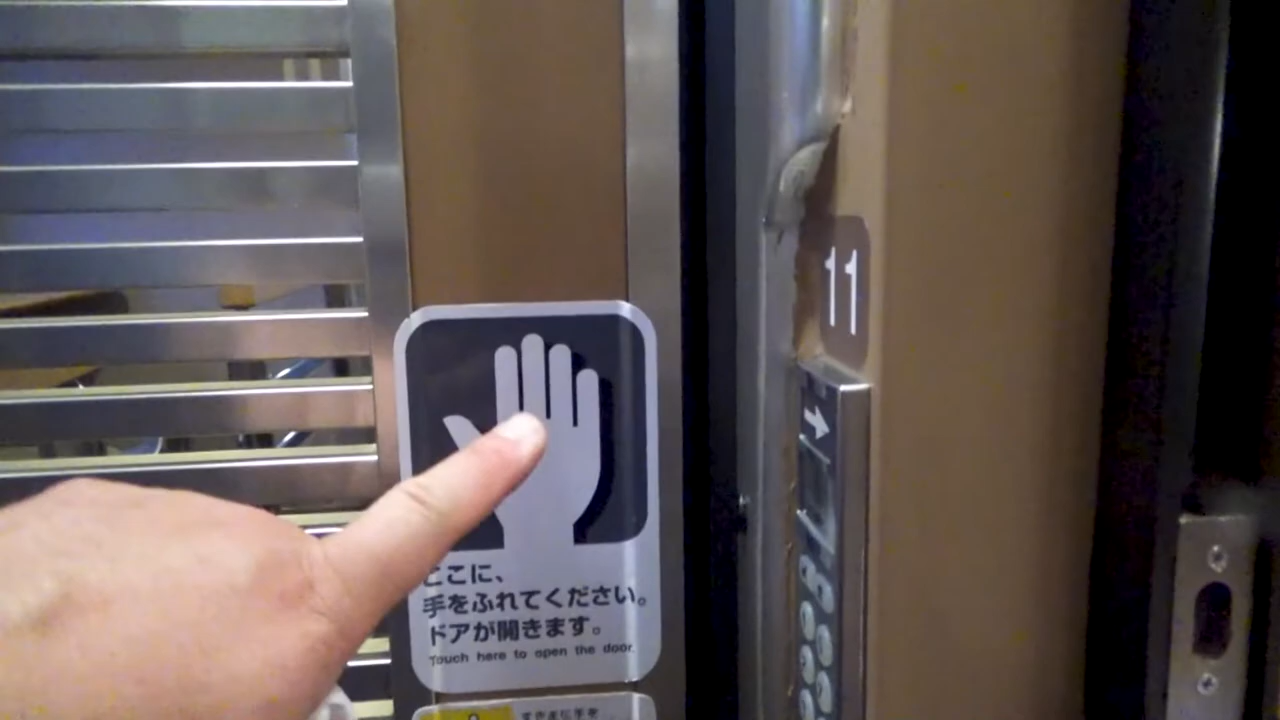 11
ここに、
手をふれてください。
ドアが開きます。
Touch here to open the door.